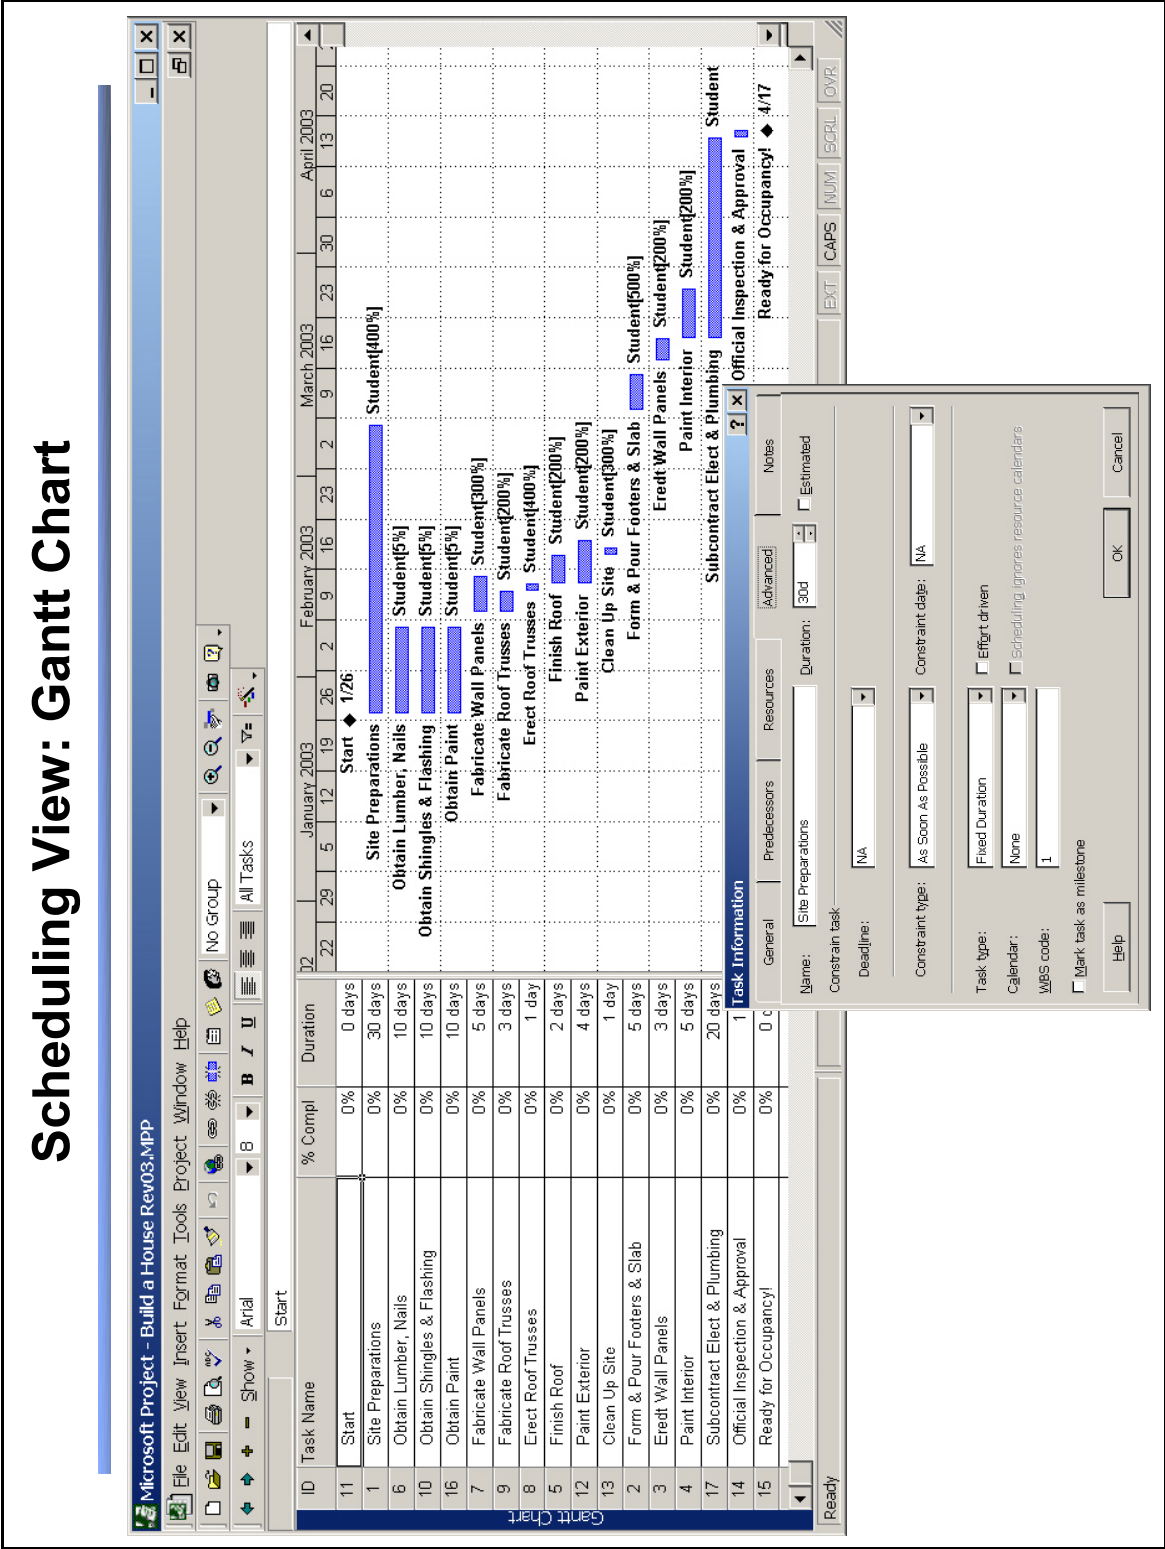 Scheduling View: Gantt Chart
Microsoft Project - Build a House Rev03.MPP
File Edit View Insert Format Tools Project Window Help
No Group
Show Arial 8 B I U All Tasks
Start
ID Task Name % Compl Duration
02 January 2003 February 2003 March 2003 April 2003
22 29 5 12 19 26 2 9 16 23 2 9 16 23 30 6 13 20
11 Start 0% 0 days Start 1/26
1 Site Preparations 0% 30 days Site Preparations Student[400%]
6 Obtain Lumber, Nails 0% 10 days Obtain Lumber, Nails Student[5%]
10 Obtain Shingles & Flashing 0% 10 days Obtain Shingles & Flashing Student[5%]
16 Obtain Paint 0% 10 days Obtain Paint Student[5%]
7 Fabricate Wall Panels 0% 5 days Fabricate Wall Panels Student[300%]
9 Fabricate Roof Trusses 0% 3 days Fabricate Roof Trusses Student[200%]
8 Erect Roof Trusses 0% 1 day Erect Roof Trusses Student[400%]
5 Finish Roof 0% 2 days Finish Roof Student[200%]
12 Paint Exterior 0% 4 days Paint Exterior Student[200%]
13 Clean Up Site 0% 1 day Clean Up Site Student[300%]
2 Form & Pour Footers & Slab 0% 5 days Form & Pour Footers & Slab Student[500%]
3 Eredt Wall Panels 0% 3 days Eredt Wall Panels Student[200%]
4 Paint Interior 0% 5 days Paint Interior Student[200%]
17 Subcontract Elect & Plumbing 0% 20 days Subcontract Elect & Plumbing Student
14 Official Inspection & Approval 0% 1 Official Inspection & Approval
15 Ready for Occupancy! 0% 0 Ready for Occupancy! 4/17
Gantt Chart
Ready EXT CAPS NUM SCRL OVR
Task Information
General Predecessors Resources Advanced Notes
Name: Site Preparations Duration: 30d Estimated
Constrain task
Deadline: NA
Constraint type: As Soon As Possible Constraint date: NA
Task type: Fixed Duration Effort driven
Calendar: None Scheduling ignores resource calendars
WBS code: 1
Mark task as milestone
Help OK Cancel